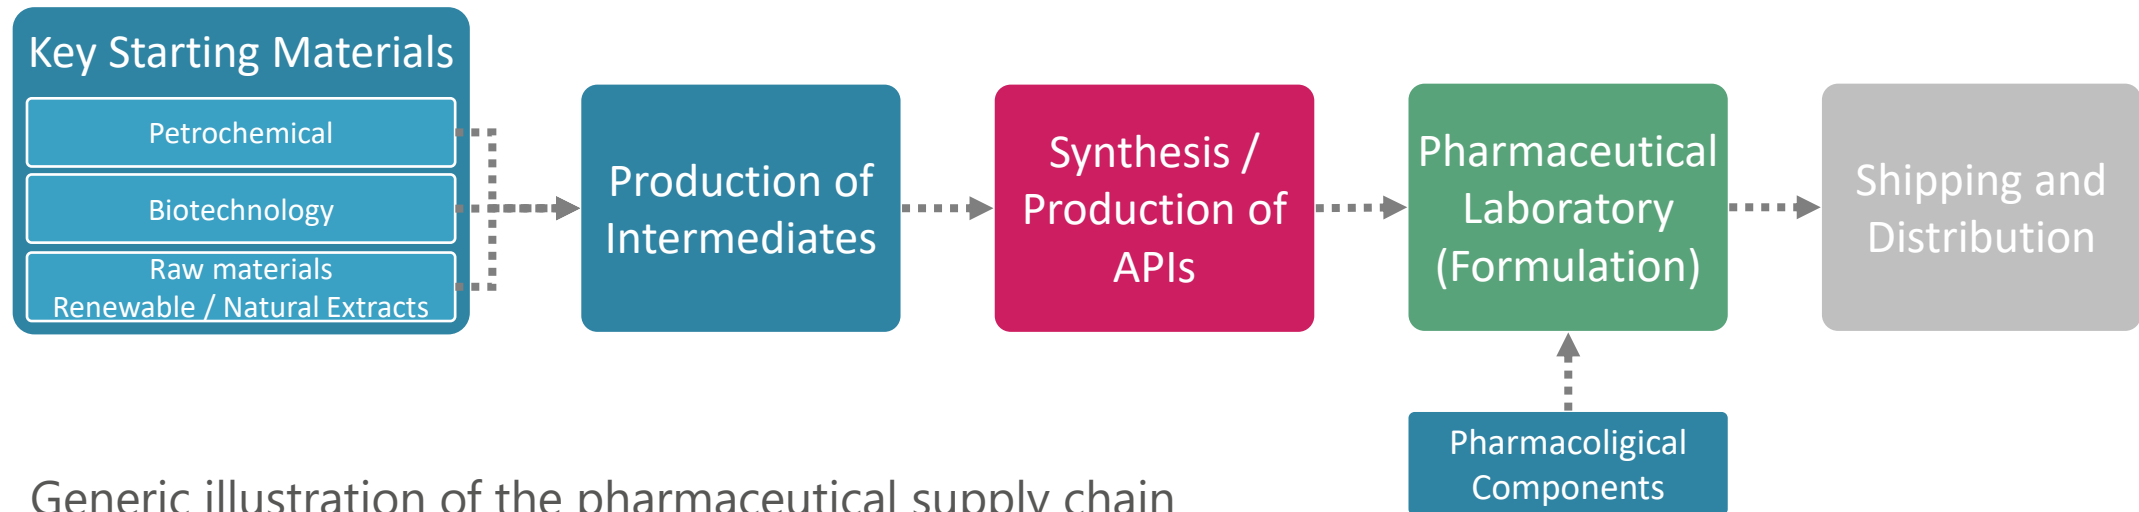 Key Starting Materials
Petrochemical
Biotechnology
Raw materials
Renewable / Natural Extracts
Production of
Intermediates
Synthesis /
Production of
APIs
Pharmaceutical
Laboratory
(Formulation)
Shipping and
Distribution
Pharmacoligical
Components
Generic illustration of the pharmaceutical supply chain